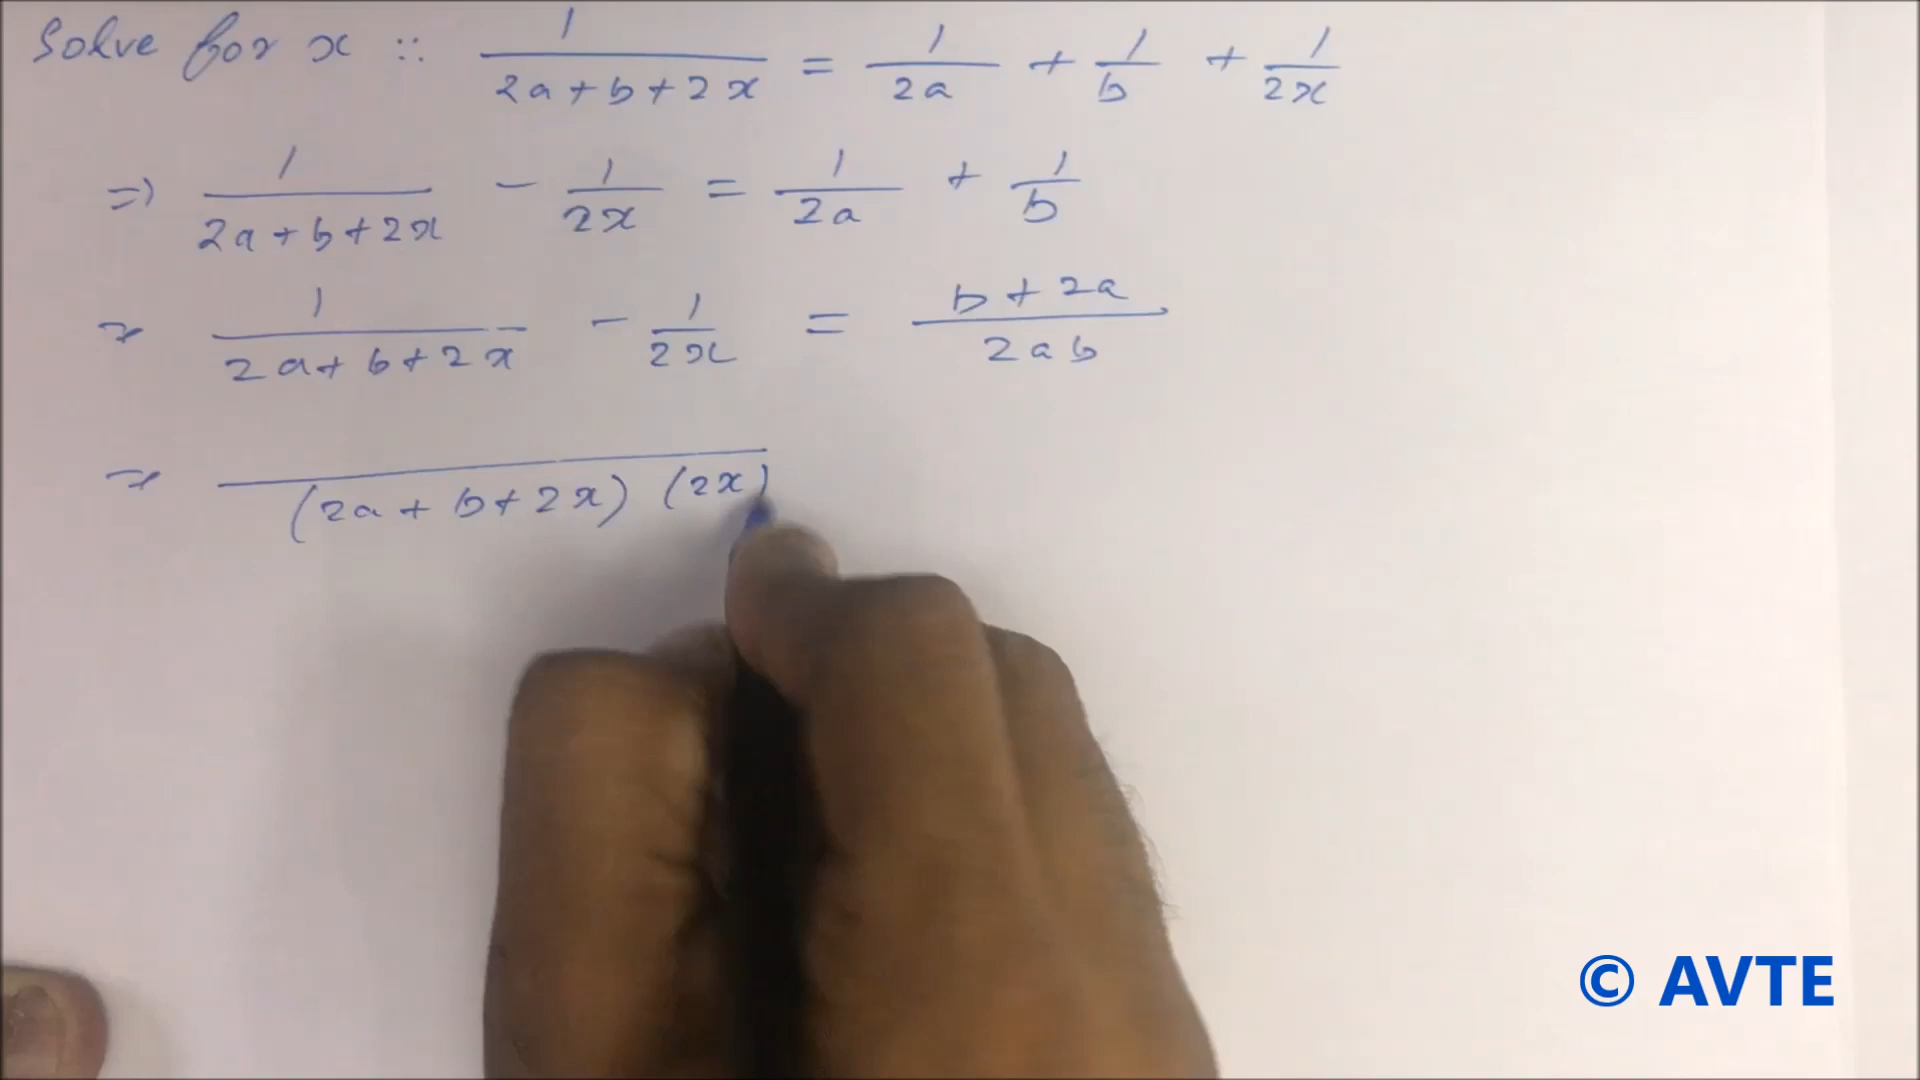 Solve for x :: 1/(2a+b+2x) = 1/2a + 1/b + 1/2x
⇒ 1/(2a+b+2x) - 1/2x = 1/2a + 1/b
⇒ 1/(2a+b+2x) - 1/2x = (b+2a)/2ab
⇒ /(2a+b+2x) (2x)
© AVTE